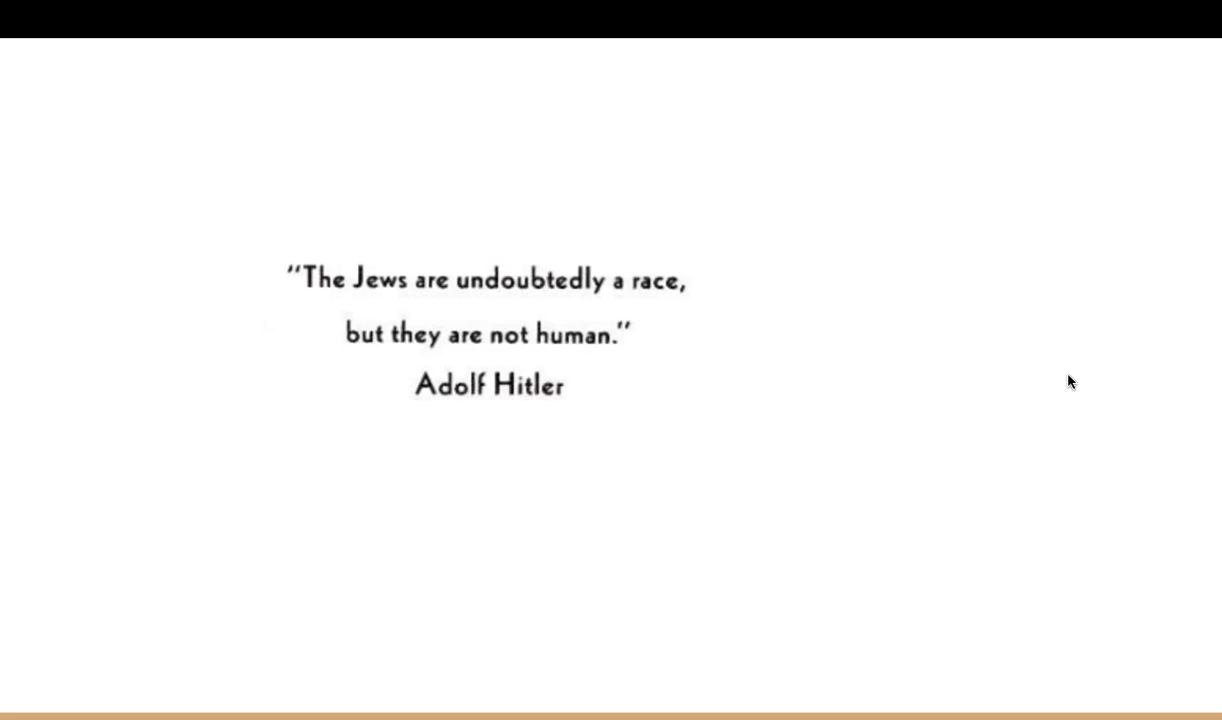 "The Jews are undoubtedly a race,
but they are not human."
Adolf Hitler